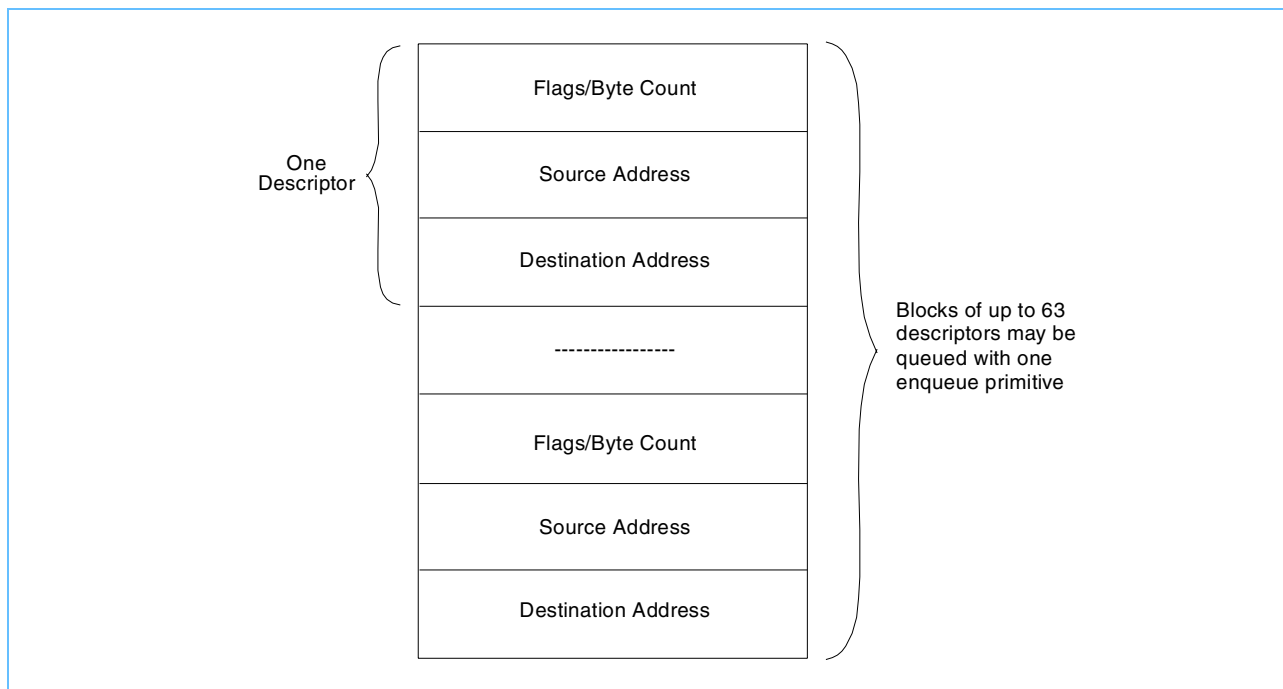 Flags/Byte Count
Source Address
One
Descriptor
Destination Address
Blocks of up to 63
descriptors may be
queued with one
enqueue primitive
-----------------
Flags/Byte Count
Source Address
Destination Address